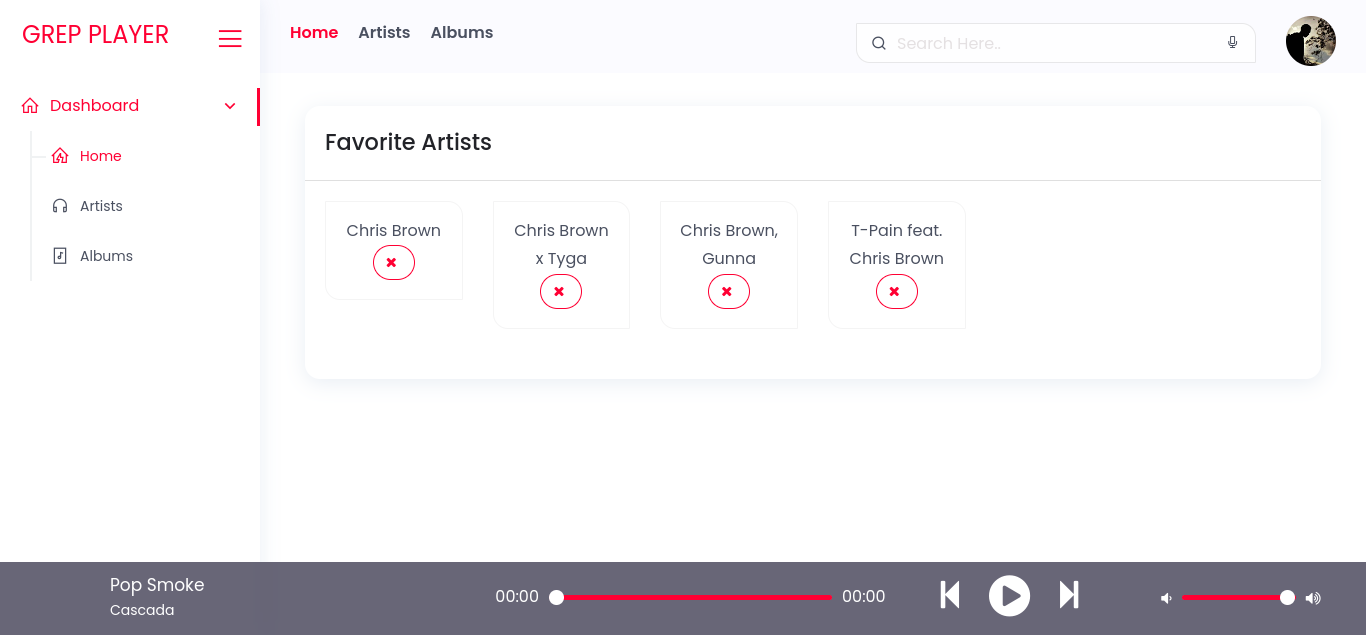 GREP PLAYER
Home Artists Albums
Search Here..
Dashboard
Home
Artists
Albums
Favorite Artists
Chris Brown
Chris Brown
x Tyga
Chris Brown,
Gunna
T-Pain feat.
Chris Brown
Pop Smoke
Cascada
00:00
00:00